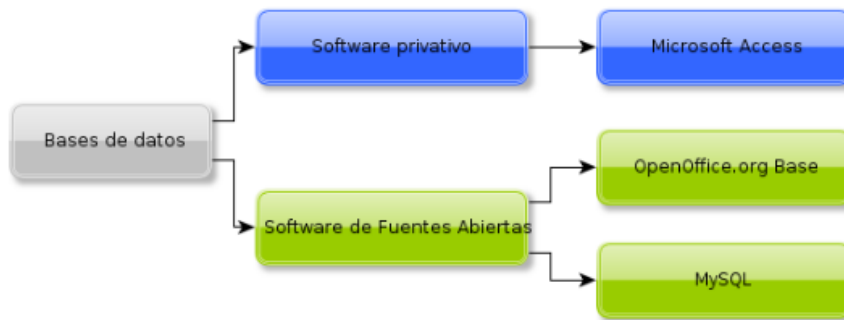 Software privativo
Microsoft Access
Bases de datos
OpenOffice.org Base
Software de Fuentes Abiertas
MySQL